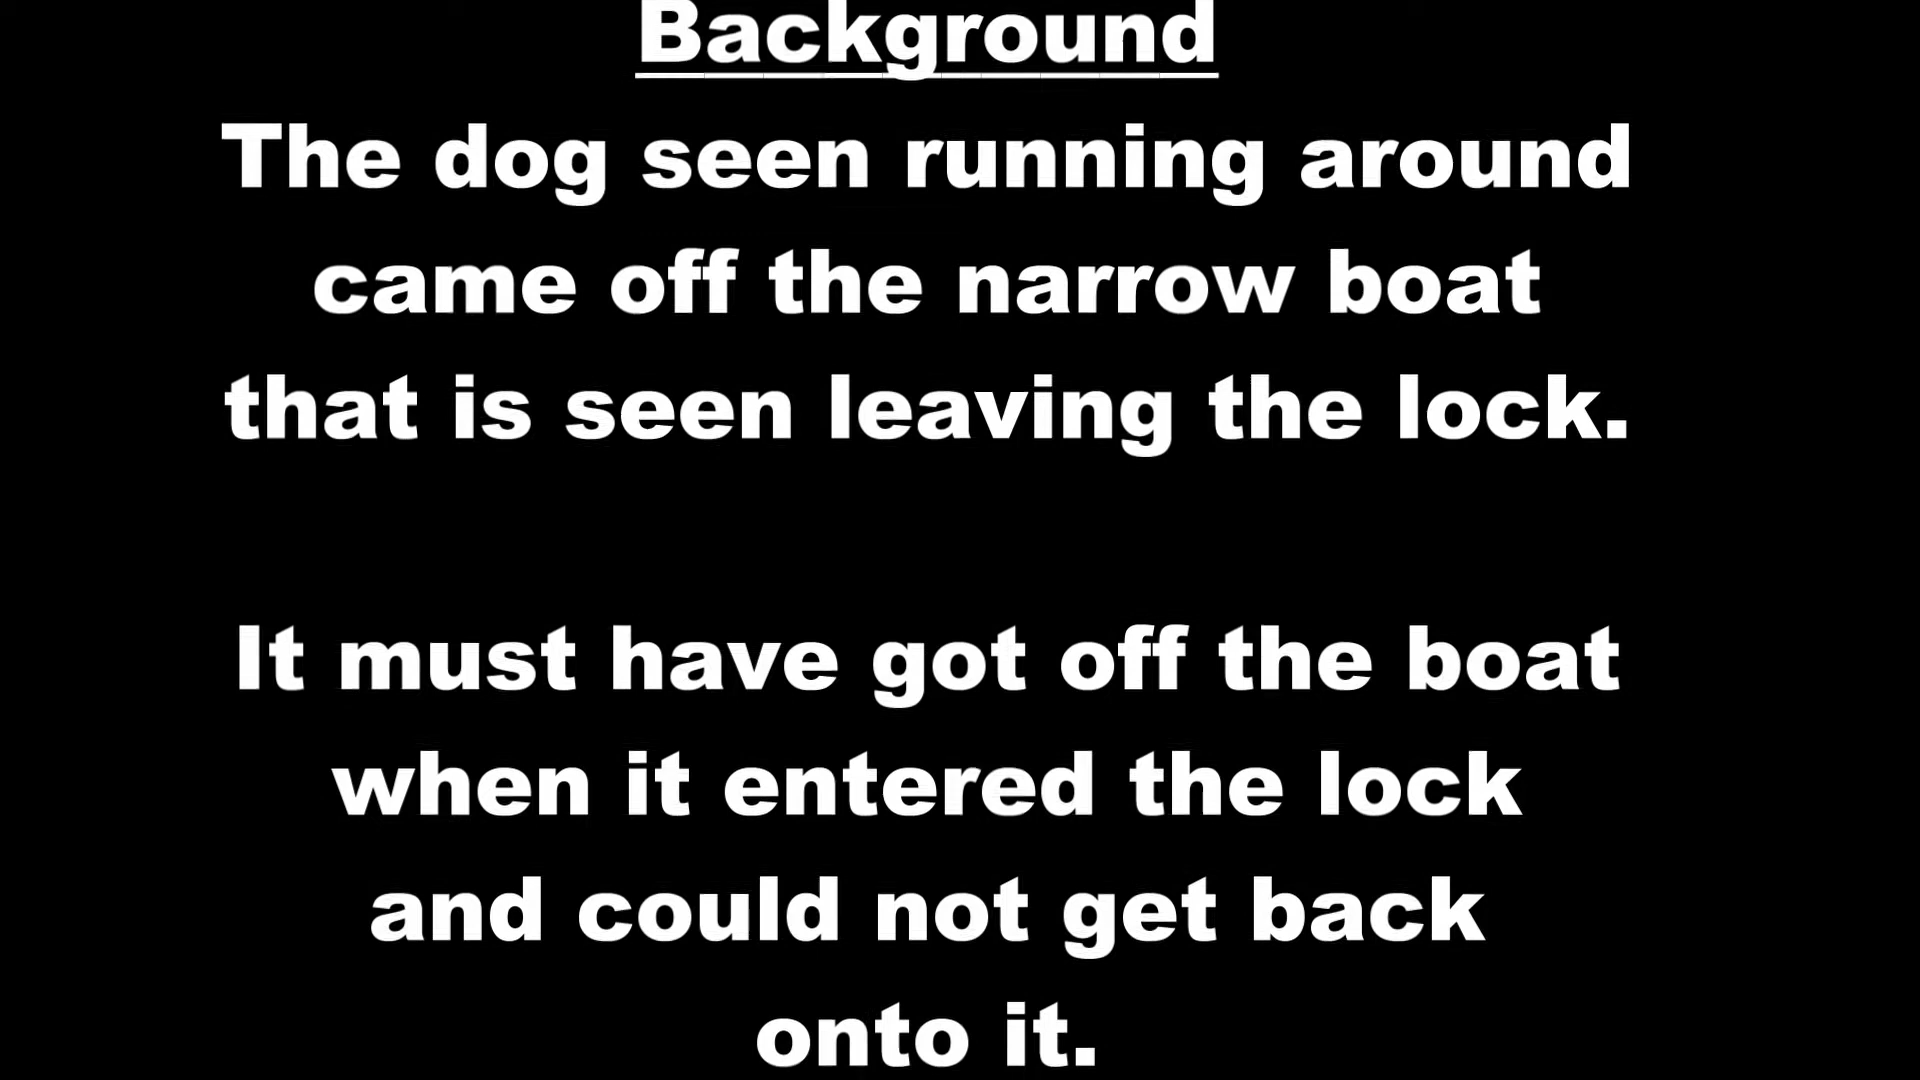 Background
The dog seen running around
came off the narrow boat
that is seen leaving the lock.
It must have got off the boat
when it entered the lock
and could not get back
onto it.